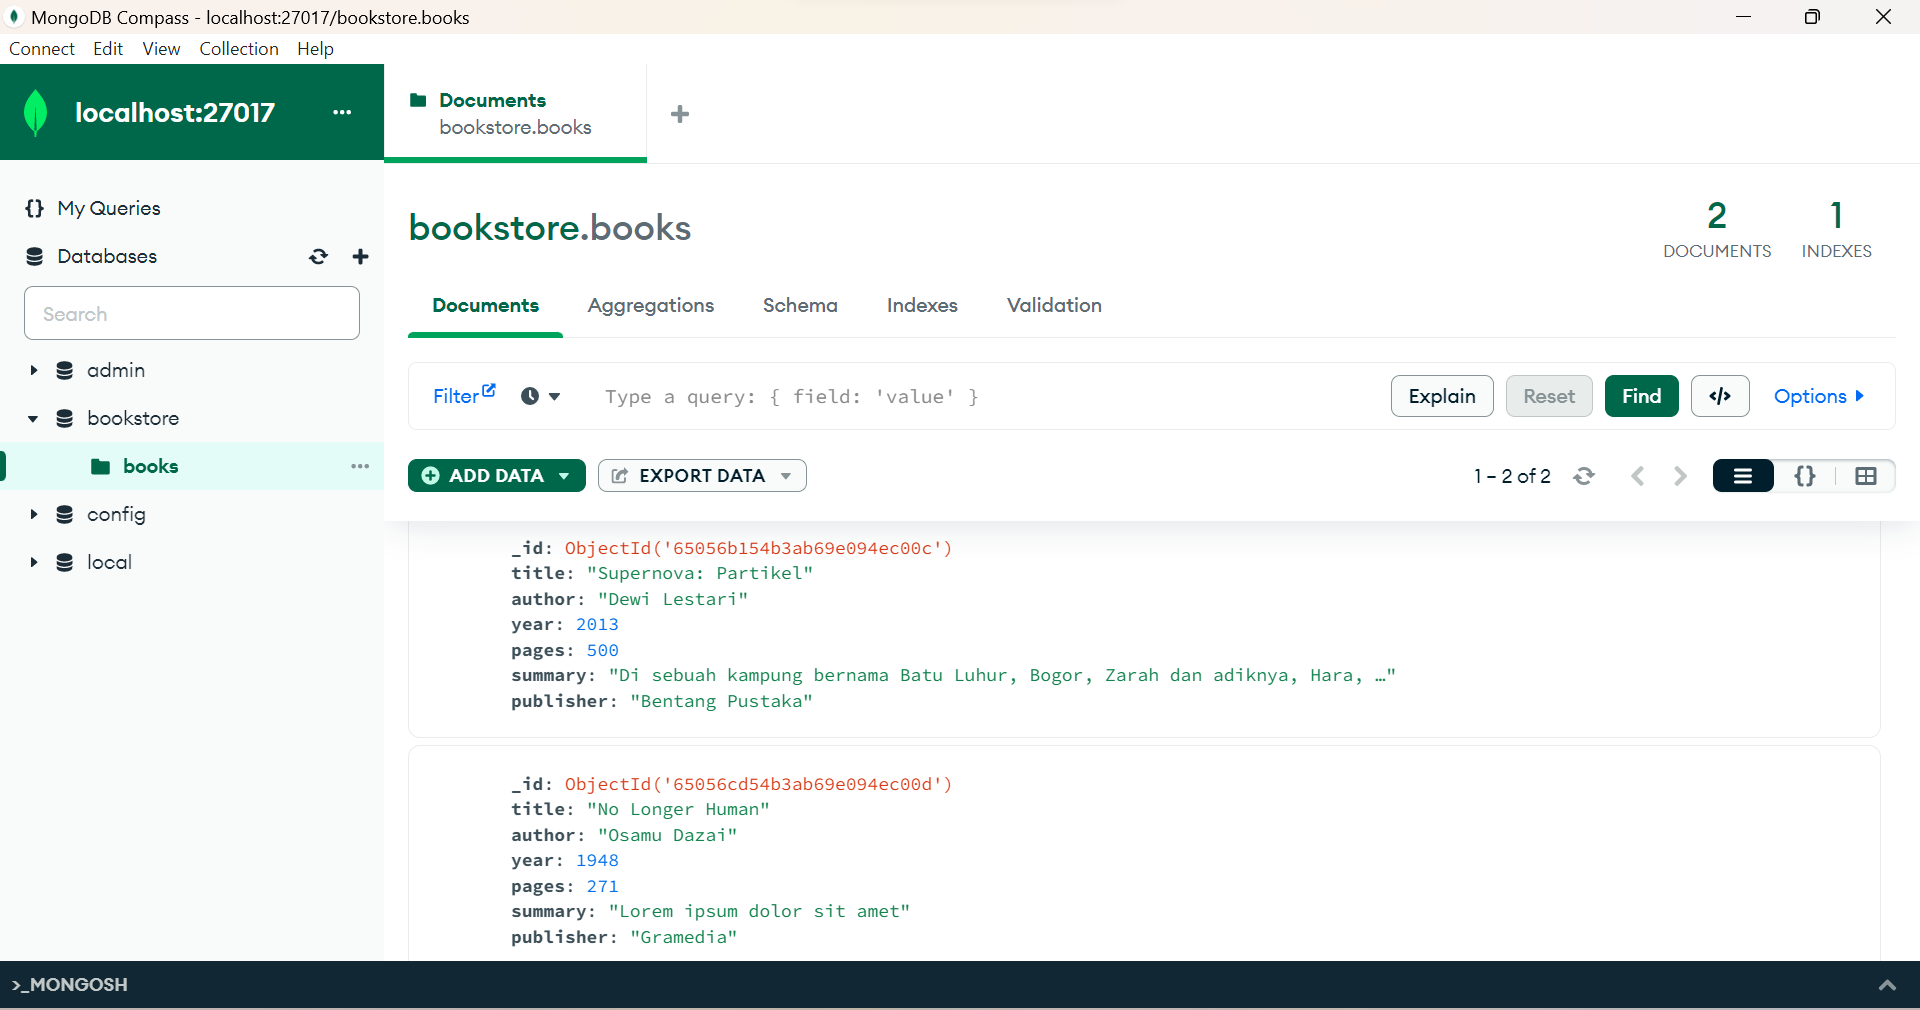 MongoDB Compass - localhost:27017/bookstore.books
Connect Edit View Collection Help
localhost:27017 ...
Documents
bookstore.books
+
{} My Queries
Databases
Search
admin
bookstore
books ...
config
local
bookstore.books
2
DOCUMENTS
1
INDEXES
Documents Aggregations Schema Indexes Validation
Filter Type a query: { field: 'value' } Explain Reset Find </> Options
ADD DATA EXPORT DATA 1 – 2 of 2 {}
_id: ObjectId('65056b154b3ab69e094ec00c')
title: "Supernova: Partikel"
author: "Dewi Lestari"
year: 2013
pages: 500
summary: "Di sebuah kampung bernama Batu Luhur, Bogor, Zarah dan adiknya, Hara, …"
publisher: "Bentang Pustaka"
_id: ObjectId('65056cd54b3ab69e094ec00d')
title: "No Longer Human"
author: "Osamu Dazai"
year: 1948
pages: 271
summary: "Lorem ipsum dolor sit amet"
publisher: "Gramedia"
>_MONGOSH